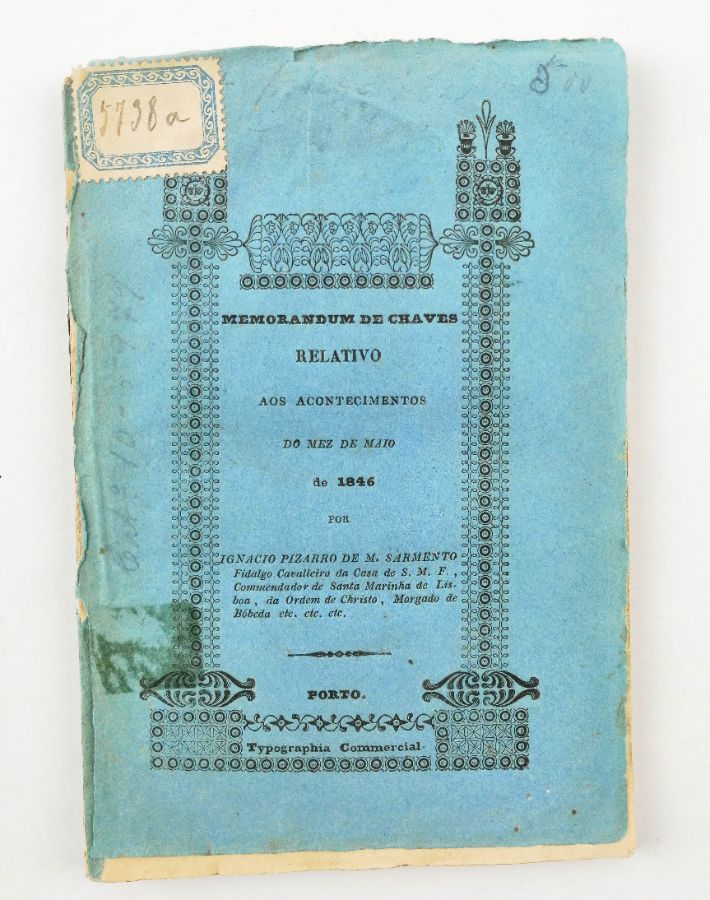 5798a
MEMORANDUM DE CHAVES
RELATIVO
AOS ACONTECIMENTOS
DO MEZ DE MAIO
de 1846
POR
IGNACIO PIZARRO DE M. SARMENTO
Fidalgo Cavalleiro da Casa de S. M. F.,
Commendador de Santa Marinha de Lis-
boa, da Ordem de Christo, Morgado de
Bóbeda etc. etc. etc.
PORTO.
Typographia Commercial